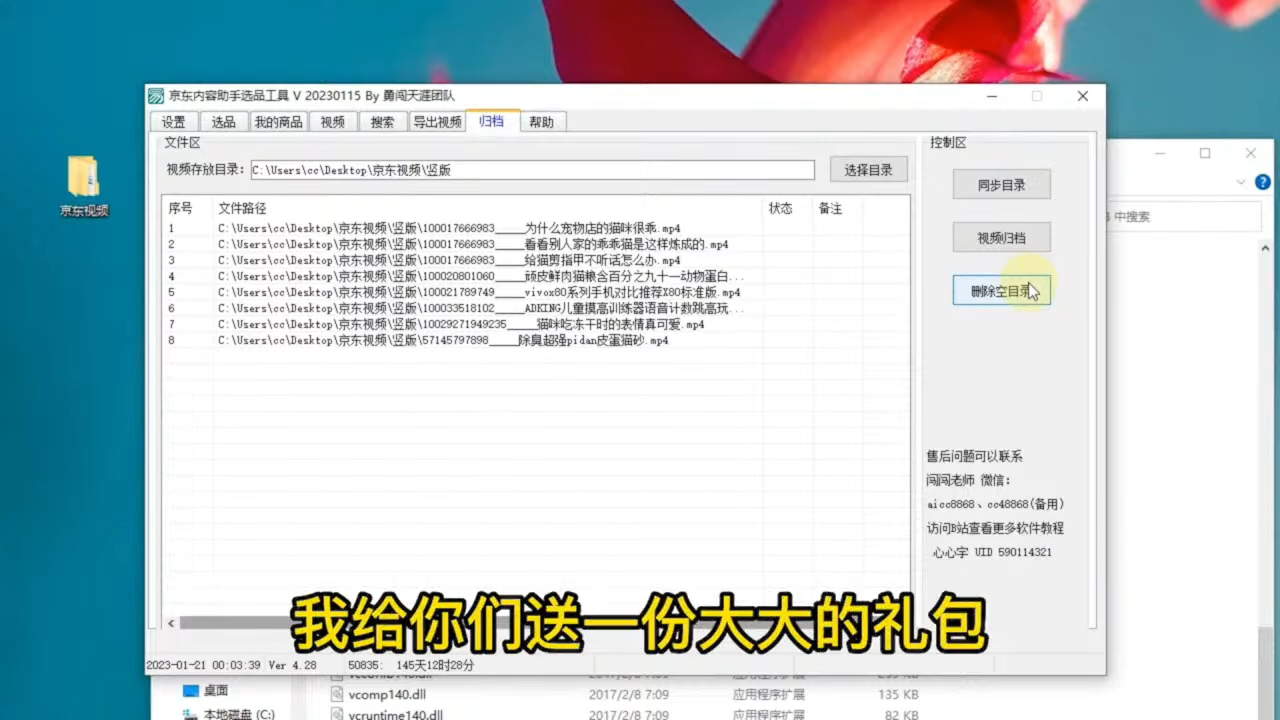 京东内容助手选品工具 V 20230115 By 勇闯天涯团队
设置 选品 我的商品 视频 搜索 导出视频 归档 帮助
文件区
视频存放目录: C:\Users\cc\Desktop\京东视频\竖版 选择目录
序号 文件路径 状态 备注
1 C:\Users\cc\Desktop\京东视频\竖版\100017666983_____为什么宠物店的猫咪很乖.mp4
2 C:\Users\cc\Desktop\京东视频\竖版\100017666983_____看看别人家的乖乖猫是这样炼成的.mp4
3 C:\Users\cc\Desktop\京东视频\竖版\100017666983_____给猫剪指甲不听话怎么办.mp4
4 C:\Users\cc\Desktop\京东视频\竖版\100020801060_____顽皮鲜肉猫粮含百分之九十一动物蛋白...
5 C:\Users\cc\Desktop\京东视频\竖版\100021789749_____vivox80系列手机对比推荐X80标准版.mp4
6 C:\Users\cc\Desktop\京东视频\竖版\100033518102_____ADKING儿童摸高训练器语音计数跳高玩...
7 C:\Users\cc\Desktop\京东视频\竖版\10029271949235_____猫咪吃冻干时的表情真可爱.mp4
8 C:\Users\cc\Desktop\京东视频\竖版\57145797898_____除臭超强pidan皮蛋猫砂.mp4
控制区
同步目录
视频归档
删除空目录
售后问题可以联系
闯闯老师 微信:
aicc8868、cc48868(备用)
访问B站查看更多软件教程
心心字 UID 590114321
京东视频
中搜索
我给你们送一份大大的礼包
2023-01-21 00:03:39 Ver 4.28 50835: 145天12时28分
桌面 vcomp140.dll 2017/2/8 7:09 应用程序扩展 135 KB
本地磁盘 (C:) vcruntime140.dll 2017/2/8 7:09 应用程序扩展 82 KB